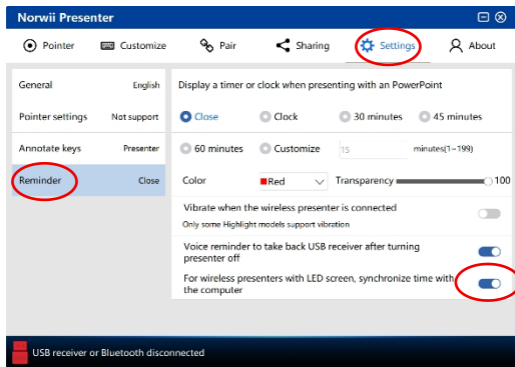 Norwii Presenter
Pointer Customize Pair Sharing Settings About
General English
Pointer settings Not support
Annotate keys Presenter
Reminder Close
Display a timer or clock when presenting with an PowerPoint
Close Clock 30 minutes 45 minutes
60 minutes Customize 15 minutes(1~199)
Color Red Transparency 100
Vibrate when the wireless presenter is connected
Only some Highlight models support vibration
Voice reminder to take back USB receiver after turning
presenter off
For wireless presenters with LED screen, synchronize time with
the computer
USB receiver or Bluetooth disconnected